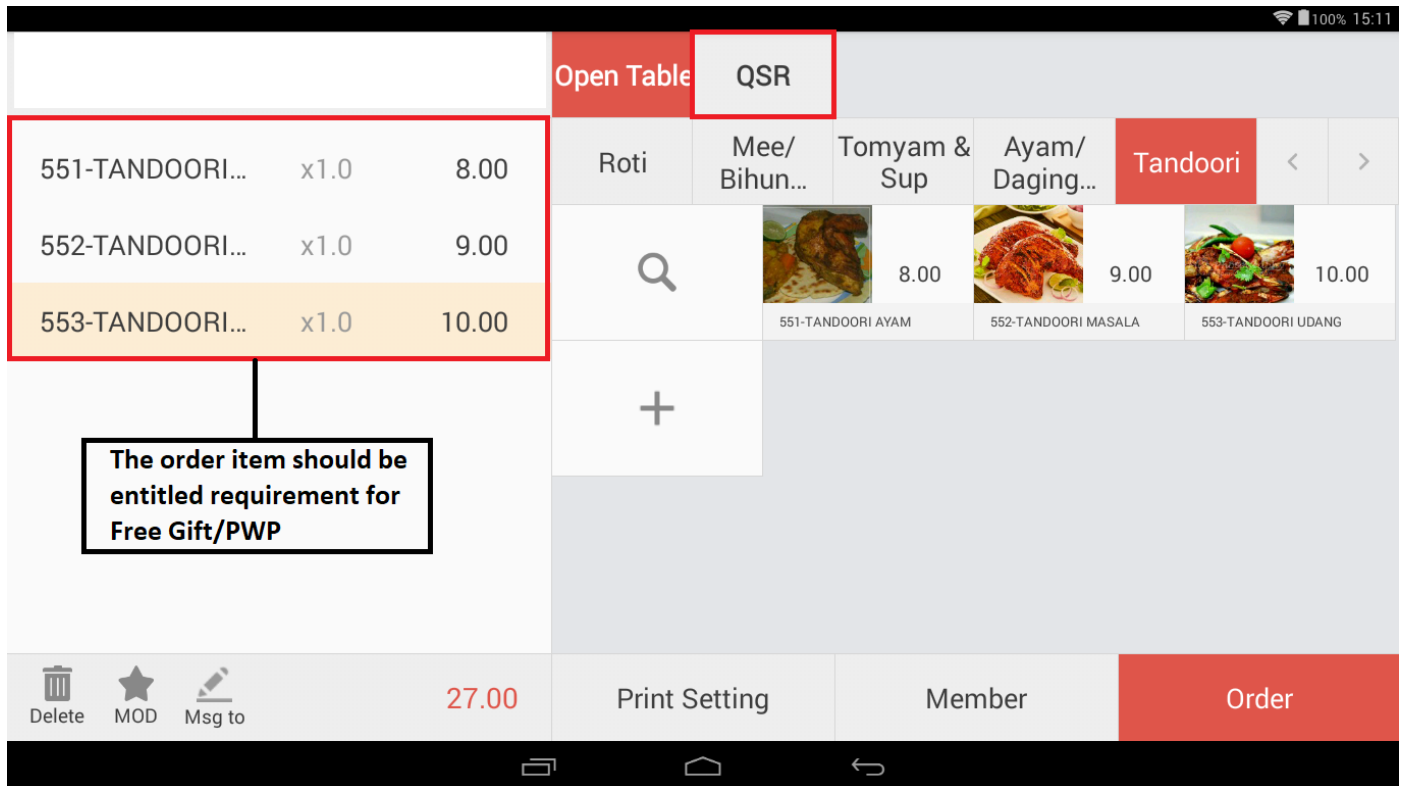 100% 15:11
Open Table
QSR
551-TANDOORI... x1.0 8.00
552-TANDOORI... x1.0 9.00
553-TANDOORI... x1.0 10.00
The order item should be
entitled requirement for
Free Gift/PWP
Roti
Mee/
Bihun...
Tomyam &
Sup
Ayam/
Daging...
Tandoori
< >
8.00
551-TANDOORI AYAM
9.00
552-TANDOORI MASALA
10.00
553-TANDOORI UDANG
+
Delete
MOD
Msg to
27.00
Print Setting
Member
Order